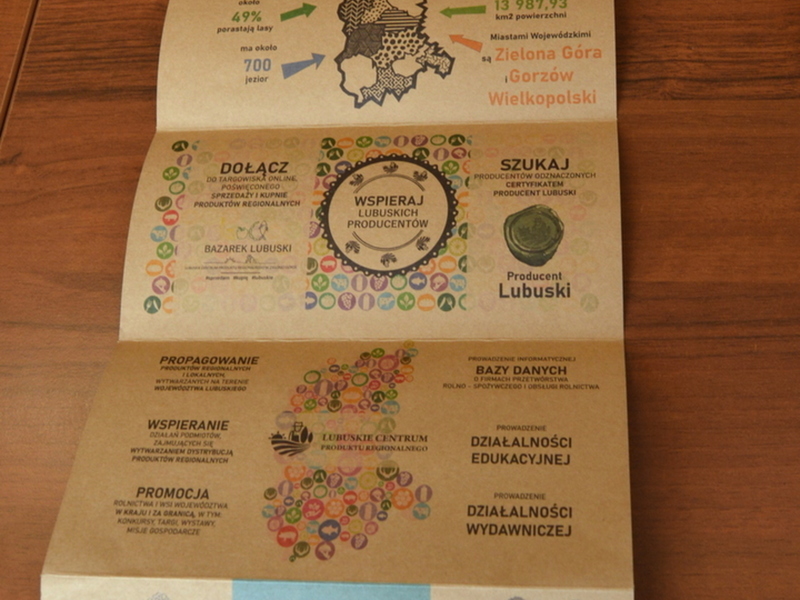 około
49%
porastają lasy
ma około
700
jezior
13 987,93
km2 powierzchni
Miastami Wojewódzkimi
są Zielona Góra
i Gorzów
Wielkopolski
DOŁĄCZ
DO TARGOWISKA ONLINE,
POŚWIĘCONEGO
SPRZEDAŻY I KUPNIE
PRODUKTÓW REGIONALNYCH
BAZAREK LUBUSKI
WSPIERAJ
LUBUSKICH
PRODUCENTÓW
SZUKAJ
PRODUCENTÓW ODZNACZONYCH
CERTYFIKATEM
PRODUCENT LUBUSKI
Producent
Lubuski
PROPAGOWANIE
PRODUKTÓW REGIONALNYCH
I LOKALNYCH,
WYTWARZANYCH NA TERENIE
WOJEWÓDZTWA LUBUSKIEGO
WSPIERANIE
DZIAŁAŃ PODMIOTÓW,
ZAJMUJĄCYCH SIĘ
WYTWARZANIEM I DYSTRYBUCJĄ
PRODUKTÓW REGIONALNYCH
PROMOCJA
ROLNICTWA I WSI WOJEWÓDZTWA
W KRAJU I ZA GRANICĄ, W TYM:
KONKURSY, TARGI, WYSTAWY,
MISJE GOSPODARCZE
LUBUSKIE CENTRUM
PRODUKTU REGIONALNEGO
PROWADZENIE INFORMATYCZNEJ
BAZY DANYCH
O FIRMACH PRZETWÓRSTWA
ROLNO - SPOŻYWCZEGO I OBSŁUGI ROLNICTWA
PROWADZENIE
DZIAŁALNOŚCI
EDUKACYJNEJ
PROWADZENIE
DZIAŁALNOŚCI
WYDAWNICZEJ